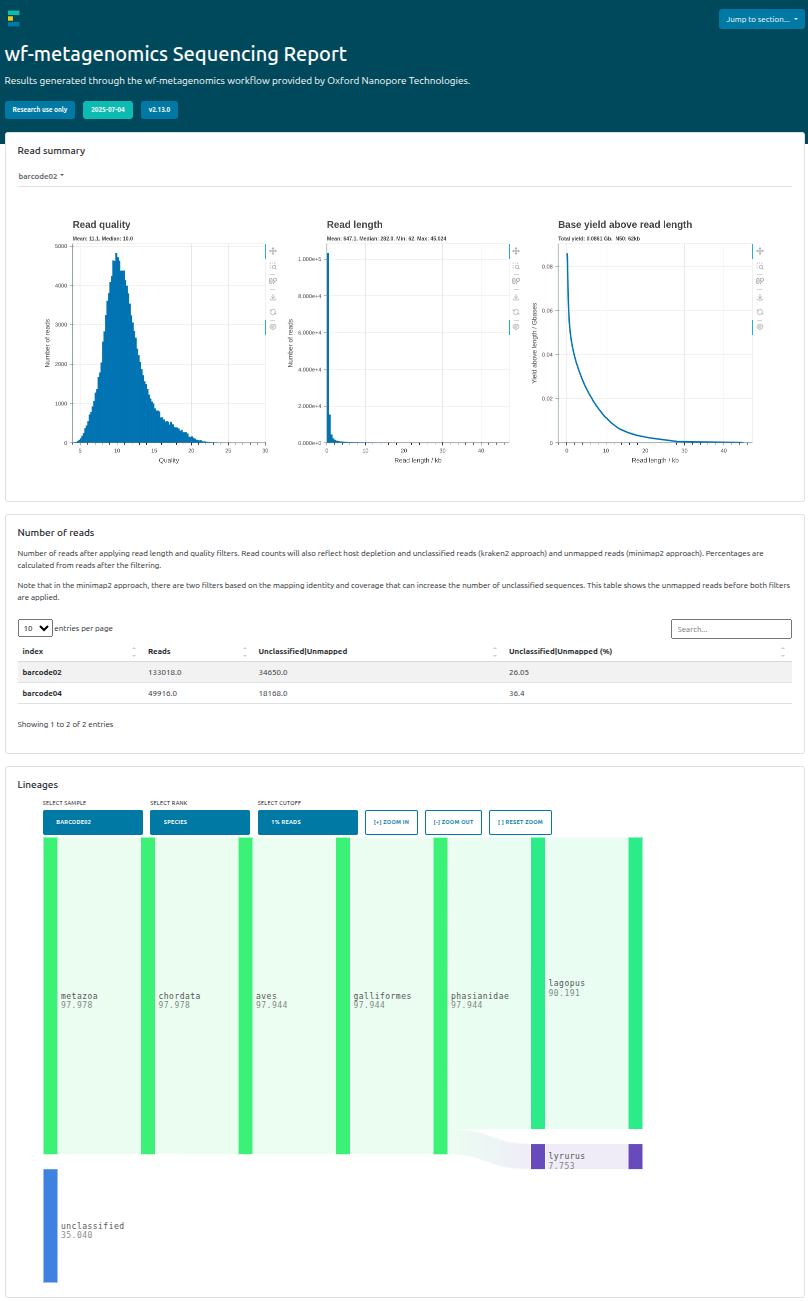 Jump to section...
wf-metagenomics Sequencing Report
Results generated through the wf-metagenomics workflow provided by Oxford Nanopore Technologies.
Research use only 2025-07-04 v2.13.0
Read summary
barcode02
Read quality
Mean: 11.1. Median: 10.0
5000
4000
3000
2000
1000
0
Number of reads
5 10 15 20 25 30
Quality
Read length
Mean: 647.1. Median: 282.0. Min: 62. Max: 45,024
1.000e+5
8.000e+4
6.000e+4
4.000e+4
2.000e+4
0.000e+0
Number of reads
0 10 20 30 40
Read length / kb
Base yield above read length
Total yield: 0.0861 Gb. N50: 62kb
0.08
0.06
0.04
0.02
0
Yield above length / Gbases
0 10 20 30 40
Read length / kb
Number of reads
Number of reads after applying read length and quality filters. Read counts will also reflect host depletion and unclassified reads (kraken2 approach) and unmapped reads (minimap2 approach). Percentages are
calculated from reads after the filtering.
Note that in the minimap2 approach, there are two filters based on the mapping identity and coverage that can increase the number of unclassified sequences. This table shows the unmapped reads before both filters
are applied.
10 entries per page Search...
index Reads Unclassified|Unmapped Unclassified|Unmapped (%)
barcode02 133018.0 34650.0 26.05
barcode04 49916.0 18168.0 36.4
Showing 1 to 2 of 2 entries
Lineages
SELECT SAMPLE SELECT RANK SELECT CUTOFF
BARCODE02 SPECIES 1% READS [+] ZOOM IN [-] ZOOM OUT [ ] RESET ZOOM
metazoa
97.978
chordata
97.978
aves
97.944
galliformes
97.944
phasianidae
97.944
lagopus
90.191
lyrurus
7.753
unclassified
35.040